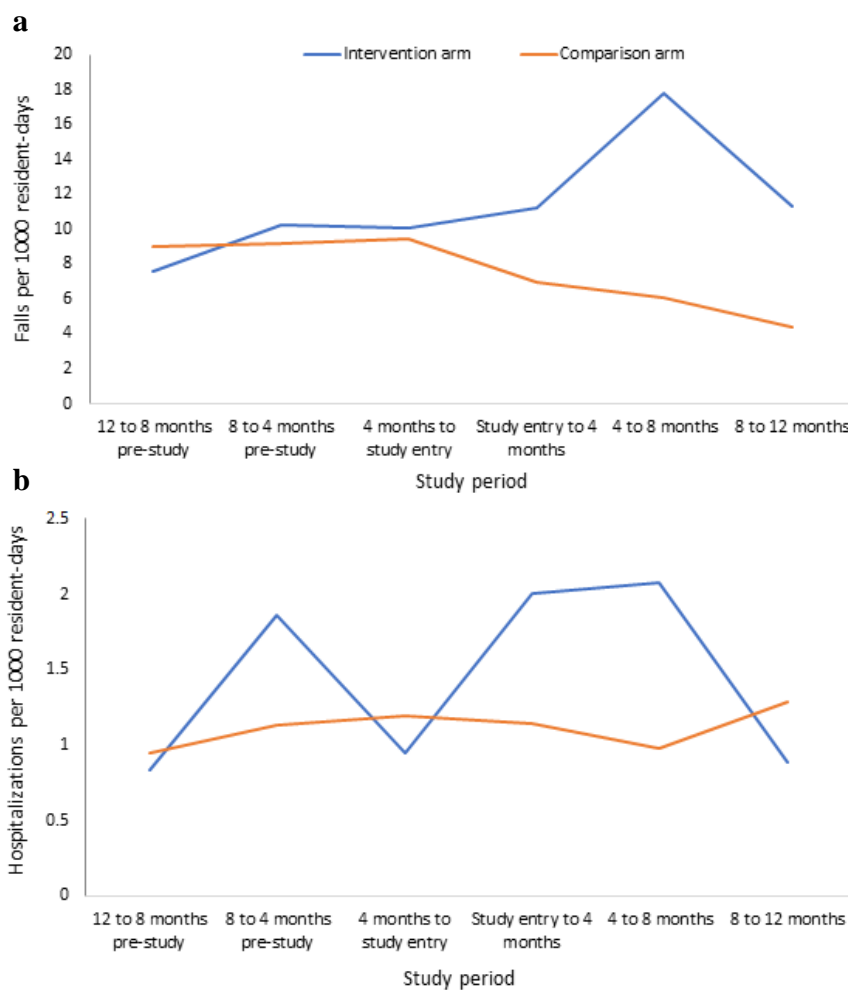 a
Intervention arm
Comparison arm
Falls per 1000 resident-days
20
18
16
14
12
10
8
6
4
2
0
12 to 8 months
pre-study
8 to 4 months
pre-study
4 months to
study entry
Study entry to 4
months
4 to 8 months
8 to 12 months
Study period
b
Hospitalizations per 1000 resident-days
2.5
2
1.5
1
0.5
0
12 to 8 months
pre-study
8 to 4 months
pre-study
4 months to
study entry
Study entry to 4
months
4 to 8 months
8 to 12 months
Study period